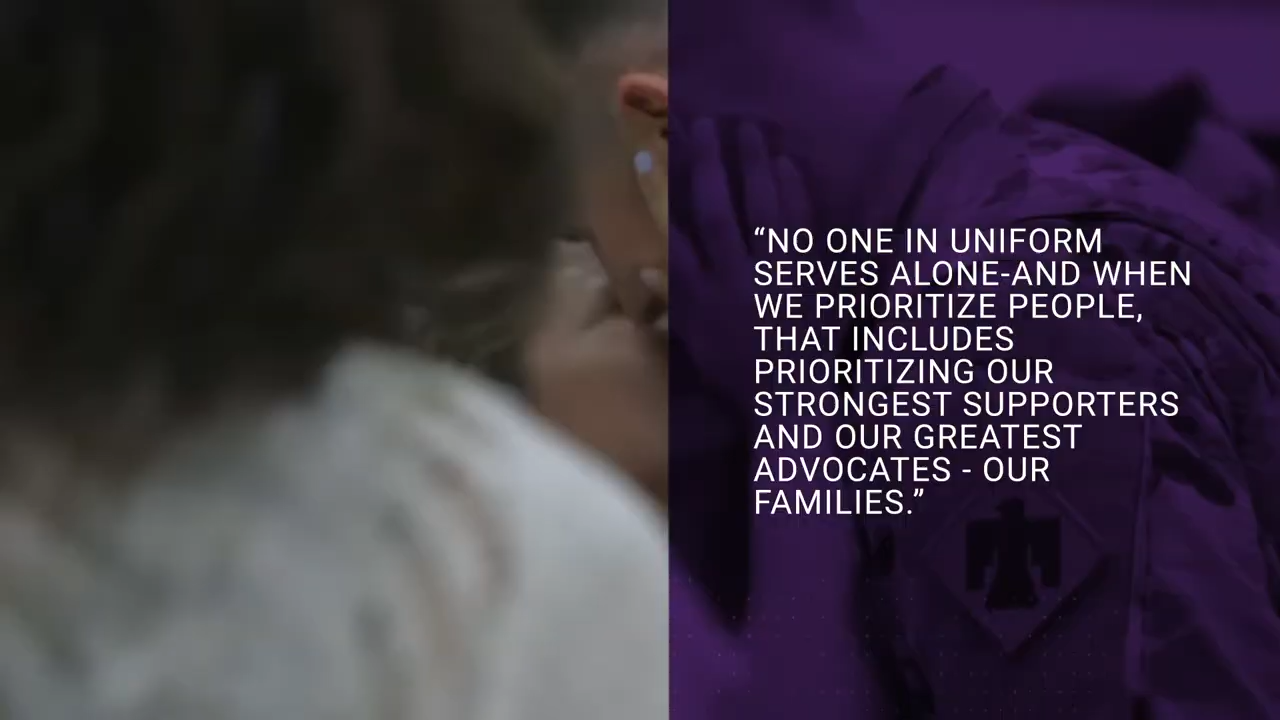 “NO ONE IN UNIFORM
SERVES ALONE-AND WHEN
WE PRIORITIZE PEOPLE,
THAT INCLUDES
PRIORITIZING OUR
STRONGEST SUPPORTERS
AND OUR GREATEST
ADVOCATES - OUR
FAMILIES.”